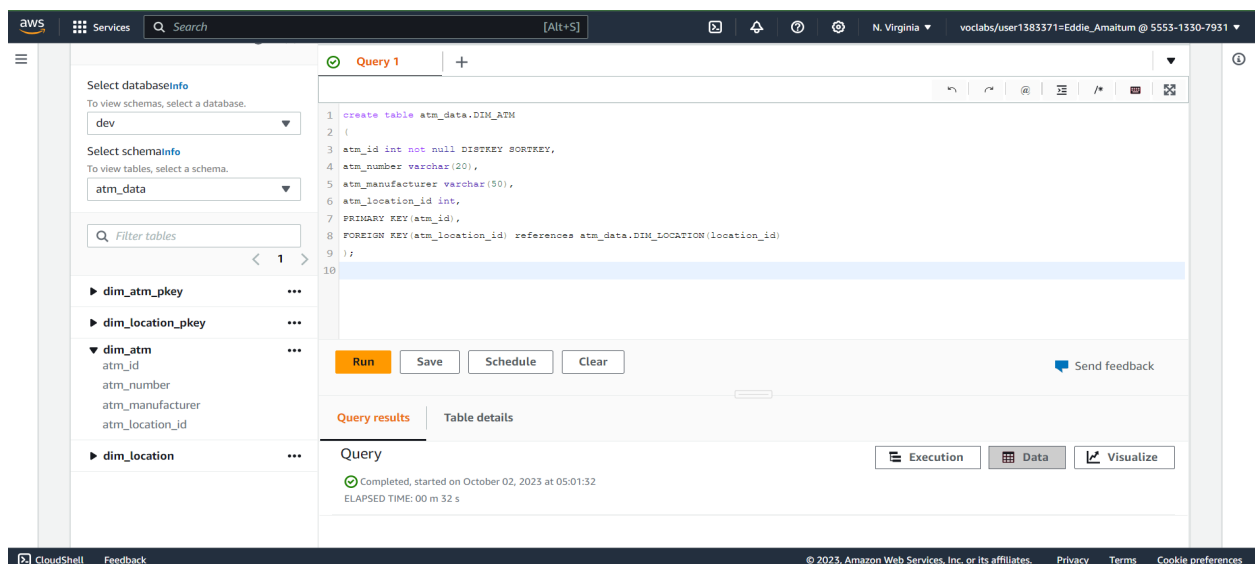 aws
Services
Search [Alt+S]
N. Virginia ▼
voclabs/user1383371=Eddie_Amaitum @ 5553-1330-7931 ▼
Select database Info
To view schemas, select a database.
dev
Select schema Info
To view tables, select a schema.
atm_data
Filter tables
< 1 >
dim_atm_pkey
dim_location_pkey
dim_atm
atm_id
atm_number
atm_manufacturer
atm_location_id
dim_location
Query 1
@ /*
1 create table atm_data.DIM_ATM
2 (
3 atm_id int not null DISTKEY SORTKEY,
4 atm_number varchar(20),
5 atm_manufacturer varchar(50),
6 atm_location_id int,
7 PRIMARY KEY(atm_id),
8 FOREIGN KEY(atm_location_id) references atm_data.DIM_LOCATION(location_id)
9 );
10
Run Save Schedule Clear
Send feedback
Query results Table details
Query
Execution Data Visualize
Completed, started on October 02, 2023 at 05:01:32
ELAPSED TIME: 00 m 32 s
CloudShell Feedback
© 2023, Amazon Web Services, Inc. or its affiliates. Privacy Terms Cookie preferences